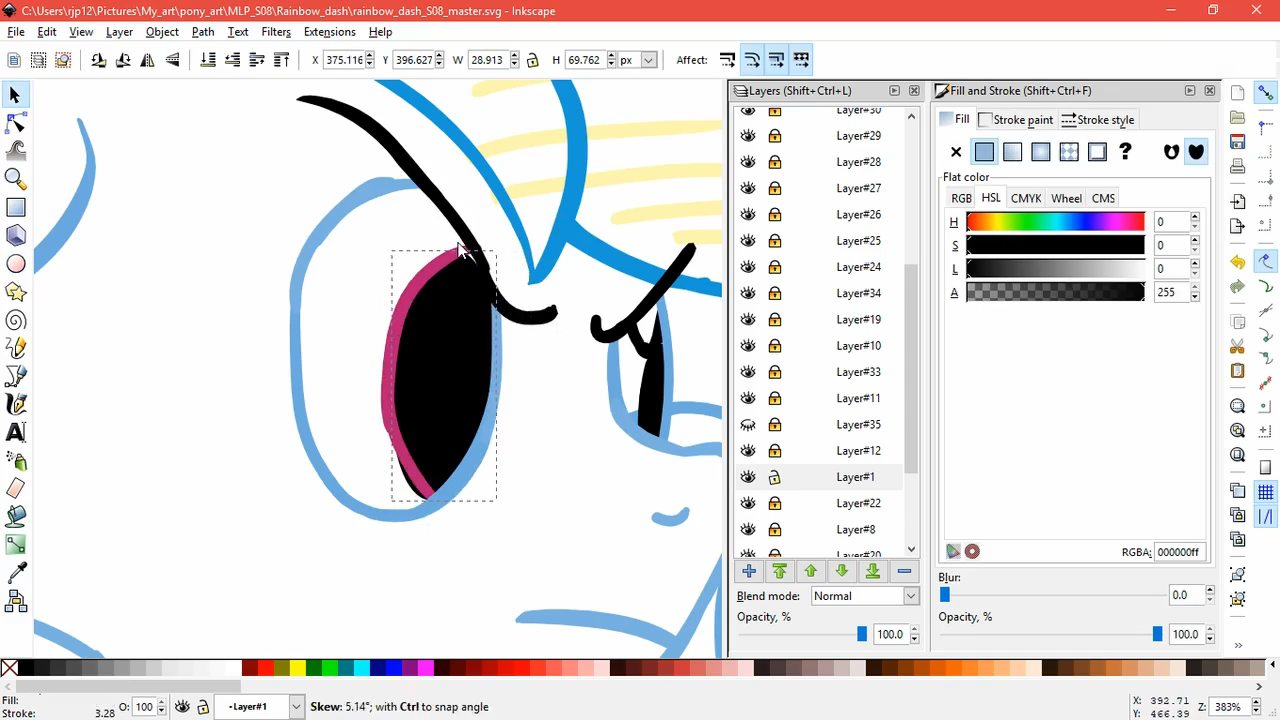 C:\Users\rjp12\Pictures\My_art\pony_art\MLP_S08\Rainbow_dash\rainbow_dash_S08_master.svg - Inkscape
File Edit View Layer Object Path Text Filters Extensions Help
X 375.116 Y 396.627 W 28.913 H 69.762 px Affect:
Layers (Shift+Ctrl+L)
Layer#30
Layer#29
Layer#28
Layer#27
Layer#26
Layer#25
Layer#24
Layer#34
Layer#19
Layer#10
Layer#33
Layer#11
Layer#35
Layer#12
Layer#1
Layer#22
Layer#8
Layer#20
Blend mode: Normal
Opacity, % 100.0
Fill and Stroke (Shift+Ctrl+F)
Fill Stroke paint Stroke style
?
Flat color
RGB HSL CMYK Wheel CMS
H 0
S 0
L 0
A 255
RGBA: 000000ff
Blur:
0.0
Opacity, %
100.0
Fill:
Stroke: 3.28
O: 100
Layer#1
Skew: 5.14°; with Ctrl to snap angle
X: 392.71
Y: 466.39
Z: 383%